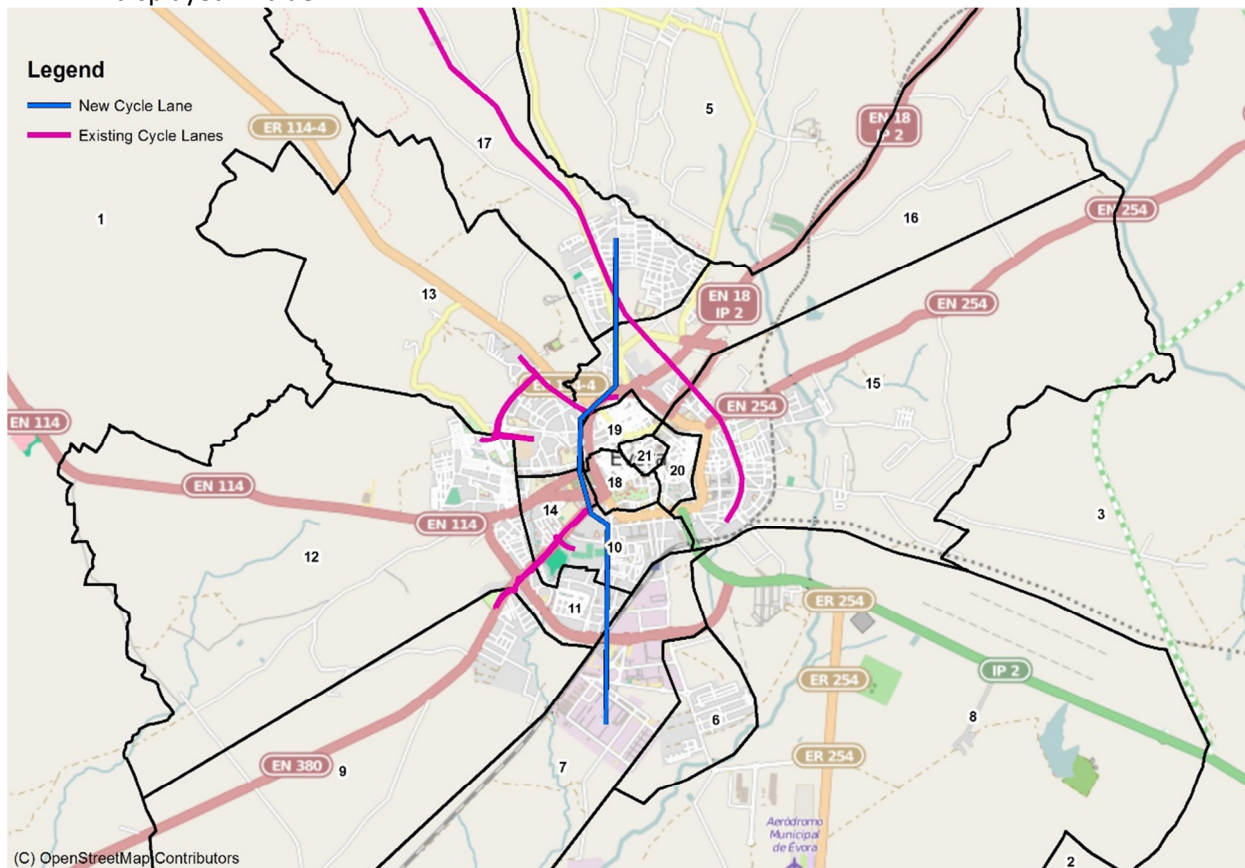 Legend
New Cycle Lane
Existing Cycle Lanes
5
EN 18
IP 2
ER 114-4
17
1
16
EN 254
13
EN 18
IP 2
EN 254
15
EN 254
EN 114
19
21
20
18
EN 114
14
EN 114
10
3
12
11
ER 254
IP 2
ER 254
6
8
ER 254
EN 380
9
7
Aeródromo
Municipal
de Évora
2
(C) OpenStreetMap Contributors